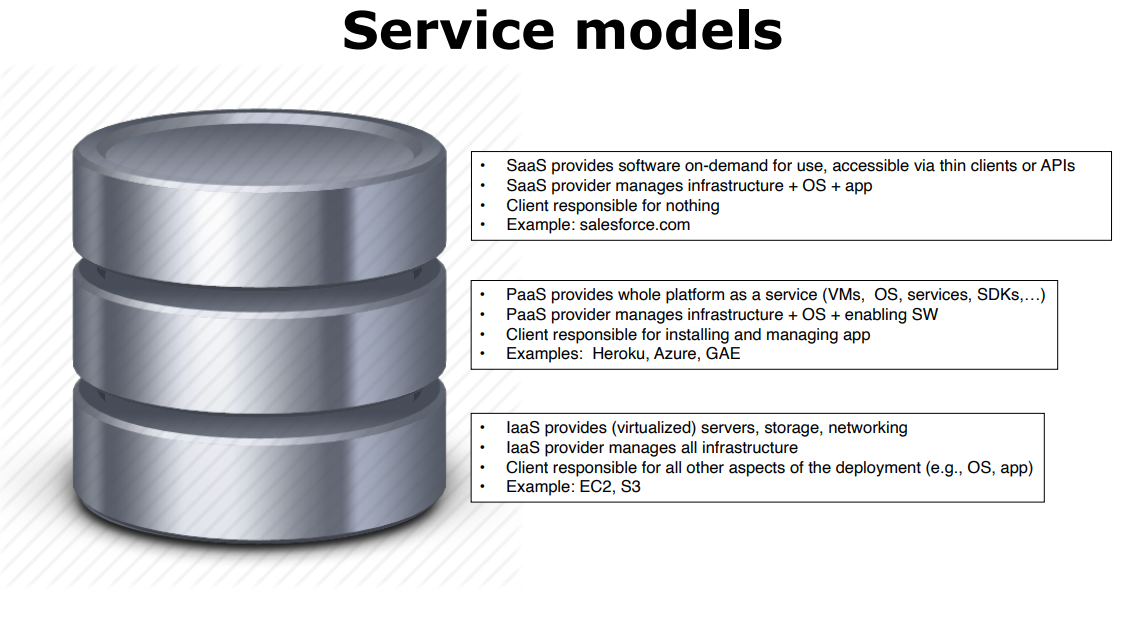 Service models
• SaaS provides software on-demand for use, accessible via thin clients or APIs
• SaaS provider manages infrastructure + OS + app
• Client responsible for nothing
• Example: salesforce.com
• PaaS provides whole platform as a service (VMs,  OS, services, SDKs,…)
• PaaS provider manages infrastructure + OS + enabling SW
• Client responsible for installing and managing app
• Examples:  Heroku, Azure, GAE
• IaaS provides (virtualized) servers, storage, networking
• IaaS provider manages all infrastructure
• Client responsible for all other aspects of the deployment (e.g., OS, app)
• Example: EC2, S3